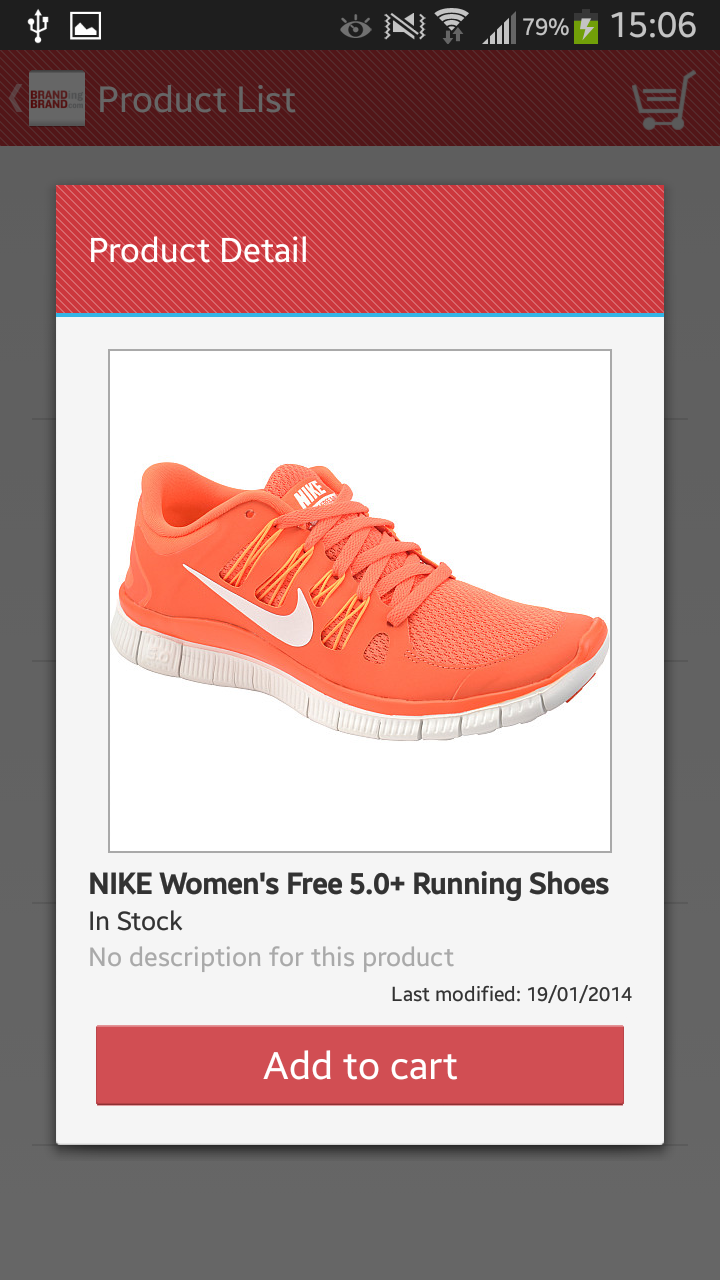 79% 15:06
BRANDing
BRAND.com
Product List
Product Detail
NIKE
NIKE Women's Free 5.0+ Running Shoes
In Stock
No description for this product
Last modified: 19/01/2014
Add to cart